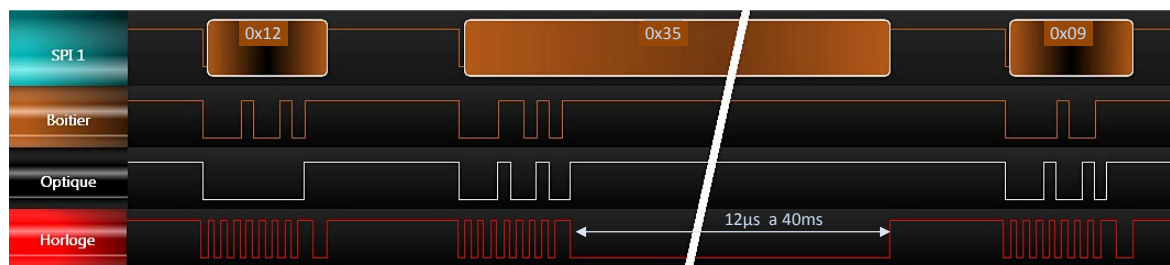 SPI 1
0x12
0x35
0x09
Boitier
Optique
Horloge
12µs a 40ms